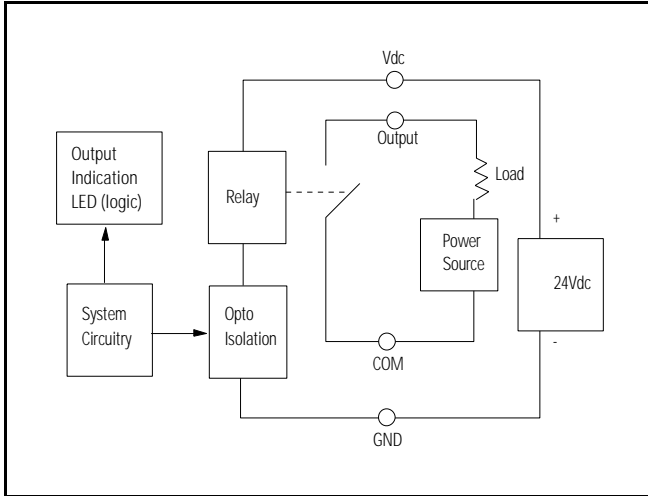 Vdc
Output
Output
Indication
LED (logic)
Relay
Load
Power
Source
+
24Vdc
-
System
Circuitry
Opto
Isolation
COM
GND